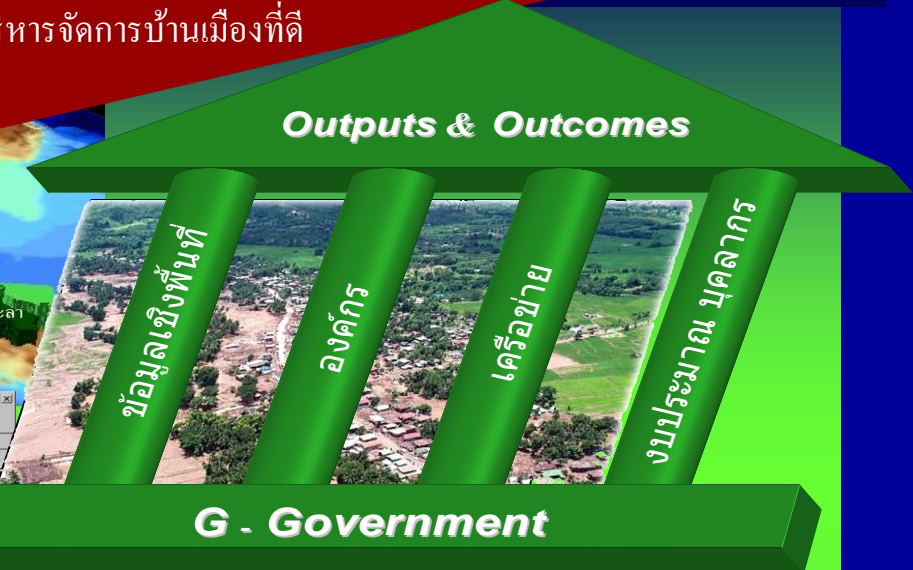 หารจัดการบ้านเมืองที่ดี
Outputs & Outcomes
ข้อมูลเชิงพื้นที่
องค์กร
เครือข่าย
งบประมาณ บุคลากร
G - Government